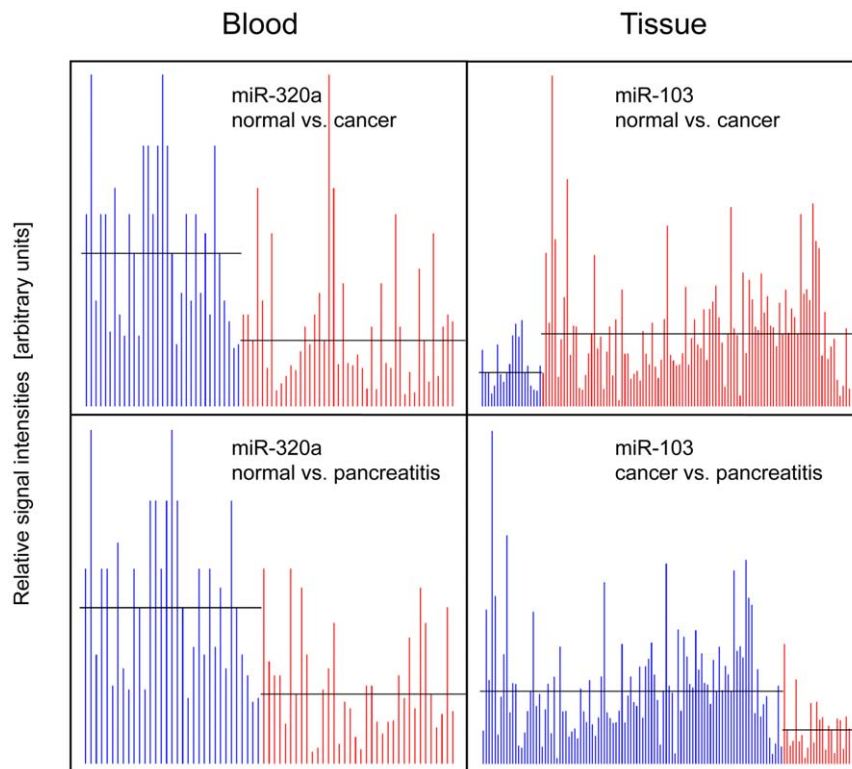 Blood
Tissue
Relative signal intensities [arbitrary units]
miR-320a
normal vs. cancer
miR-103
normal vs. cancer
miR-320a
normal vs. pancreatitis
miR-103
cancer vs. pancreatitis